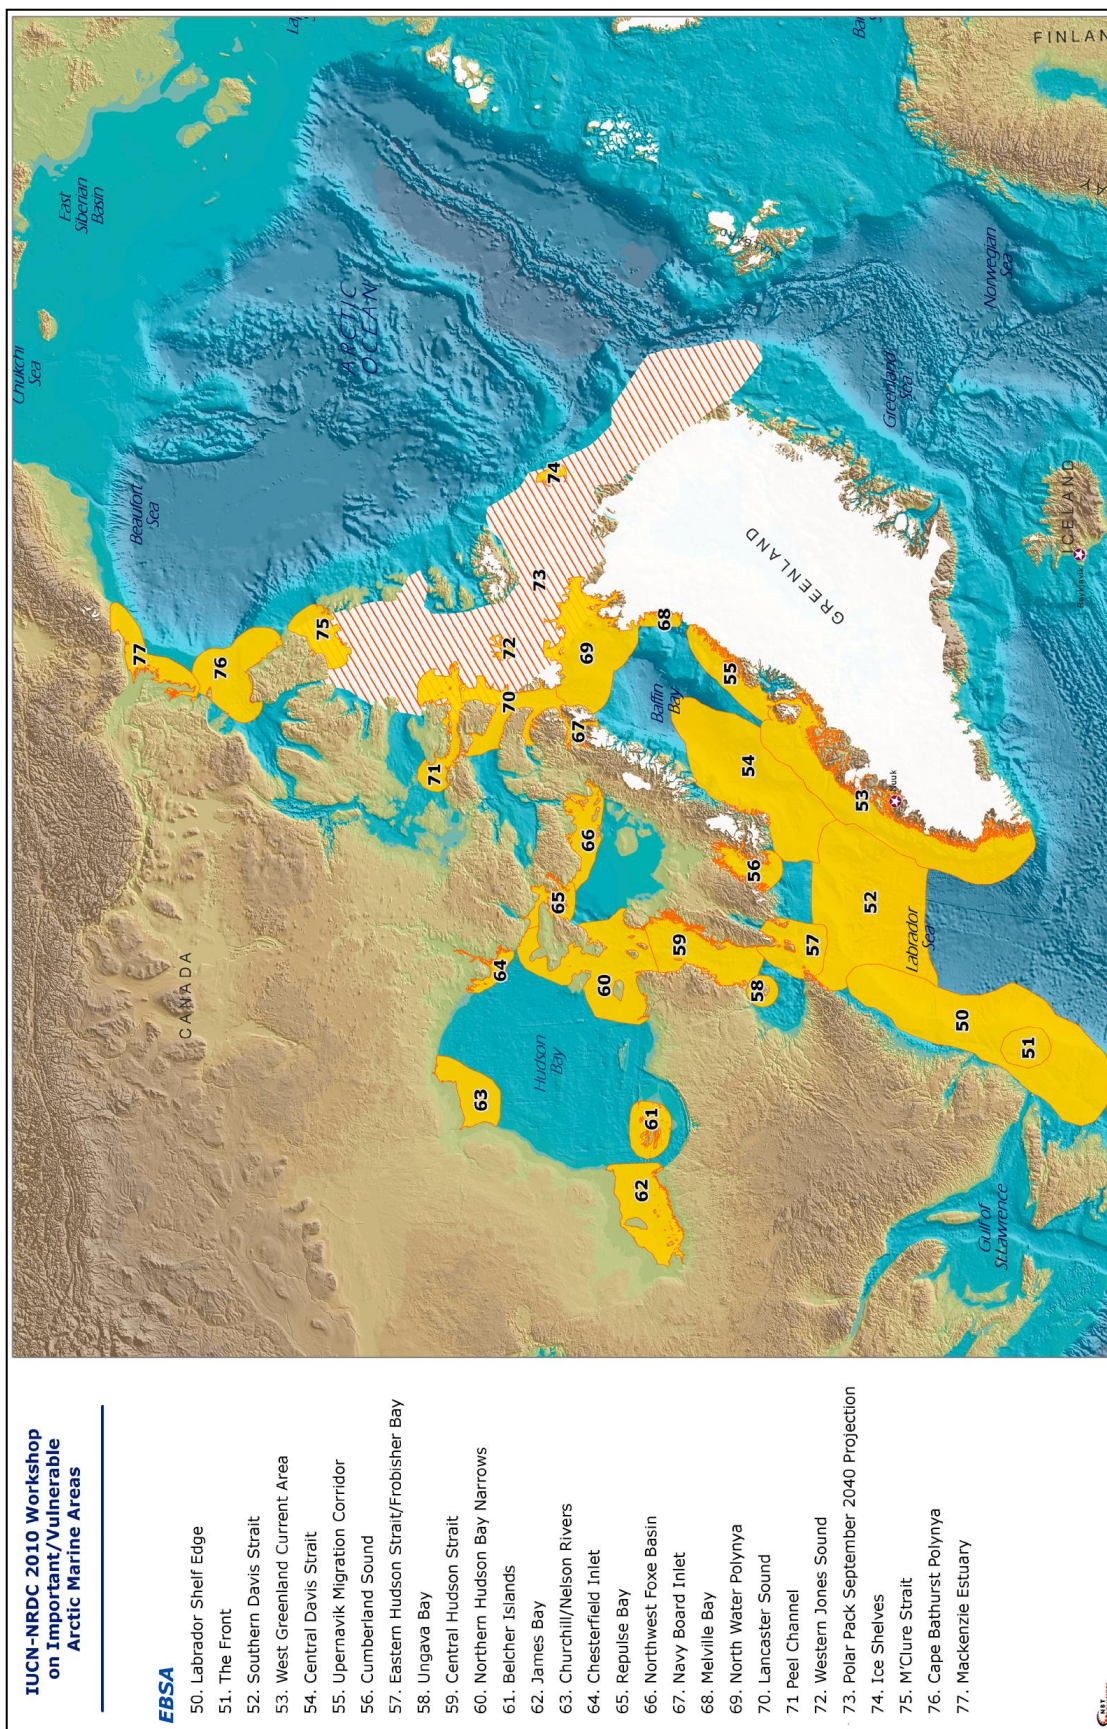 IUCN-NRDC 2010 Workshop
on Important/Vulnerable
Arctic Marine Areas
EBSA
50. Labrador Shelf Edge
51. The Front
52. Southern Davis Strait
53. West Greenland Current Area
54. Central Davis Strait
55. Upernavik Migration Corridor
56. Cumberland Sound
57. Eastern Hudson Strait/Frobisher Bay
58. Ungava Bay
59. Central Hudson Strait
60. Northern Hudson Bay Narrows
61. Belcher Islands
62. James Bay
63. Churchill/Nelson Rivers
64. Chesterfield Inlet
65. Repulse Bay
66. Northwest Foxe Basin
67. Navy Board Inlet
68. Melville Bay
69. North Water Polynya
70. Lancaster Sound
71 Peel Channel
72. Western Jones Sound
73. Polar Pack September 2040 Projection
74. Ice Shelves
75. M'Clure Strait
76. Cape Bathurst Polynya
77. Mackenzie Estuary
Chukchi
Sea
East
Siberian
Basin
FINLAN
Beaufort
Sea
ARCTIC
OCEAN
Norwegian
Sea
Greenland
Sea
ICELAND
Reykjavik
GREENLAND
Baffin
Bay
Nuuk
Labrador
Sea
CANADA
Hudson
Bay
Gulf of
St.Lawrence
77
76
75
74
73
72
71
70
69
68
67
66
65
64
63
62
61
60
59
58
57
56
55
54
53
52
51
50